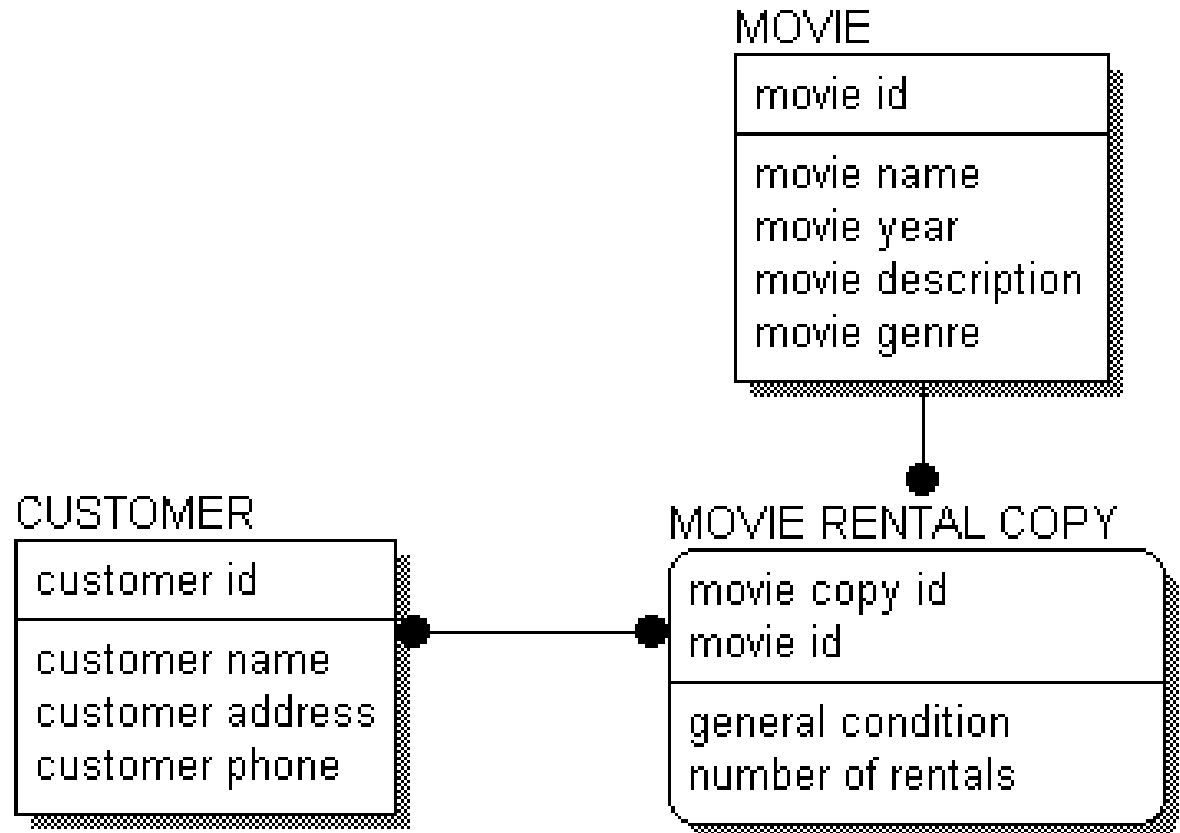 MOVIE
movie id
movie name
movie year
movie description
movie genre
CUSTOMER
customer id
customer name
customer address
customer phone
MOVIE RENTAL COPY
movie copy id
movie id
general condition
number of rentals